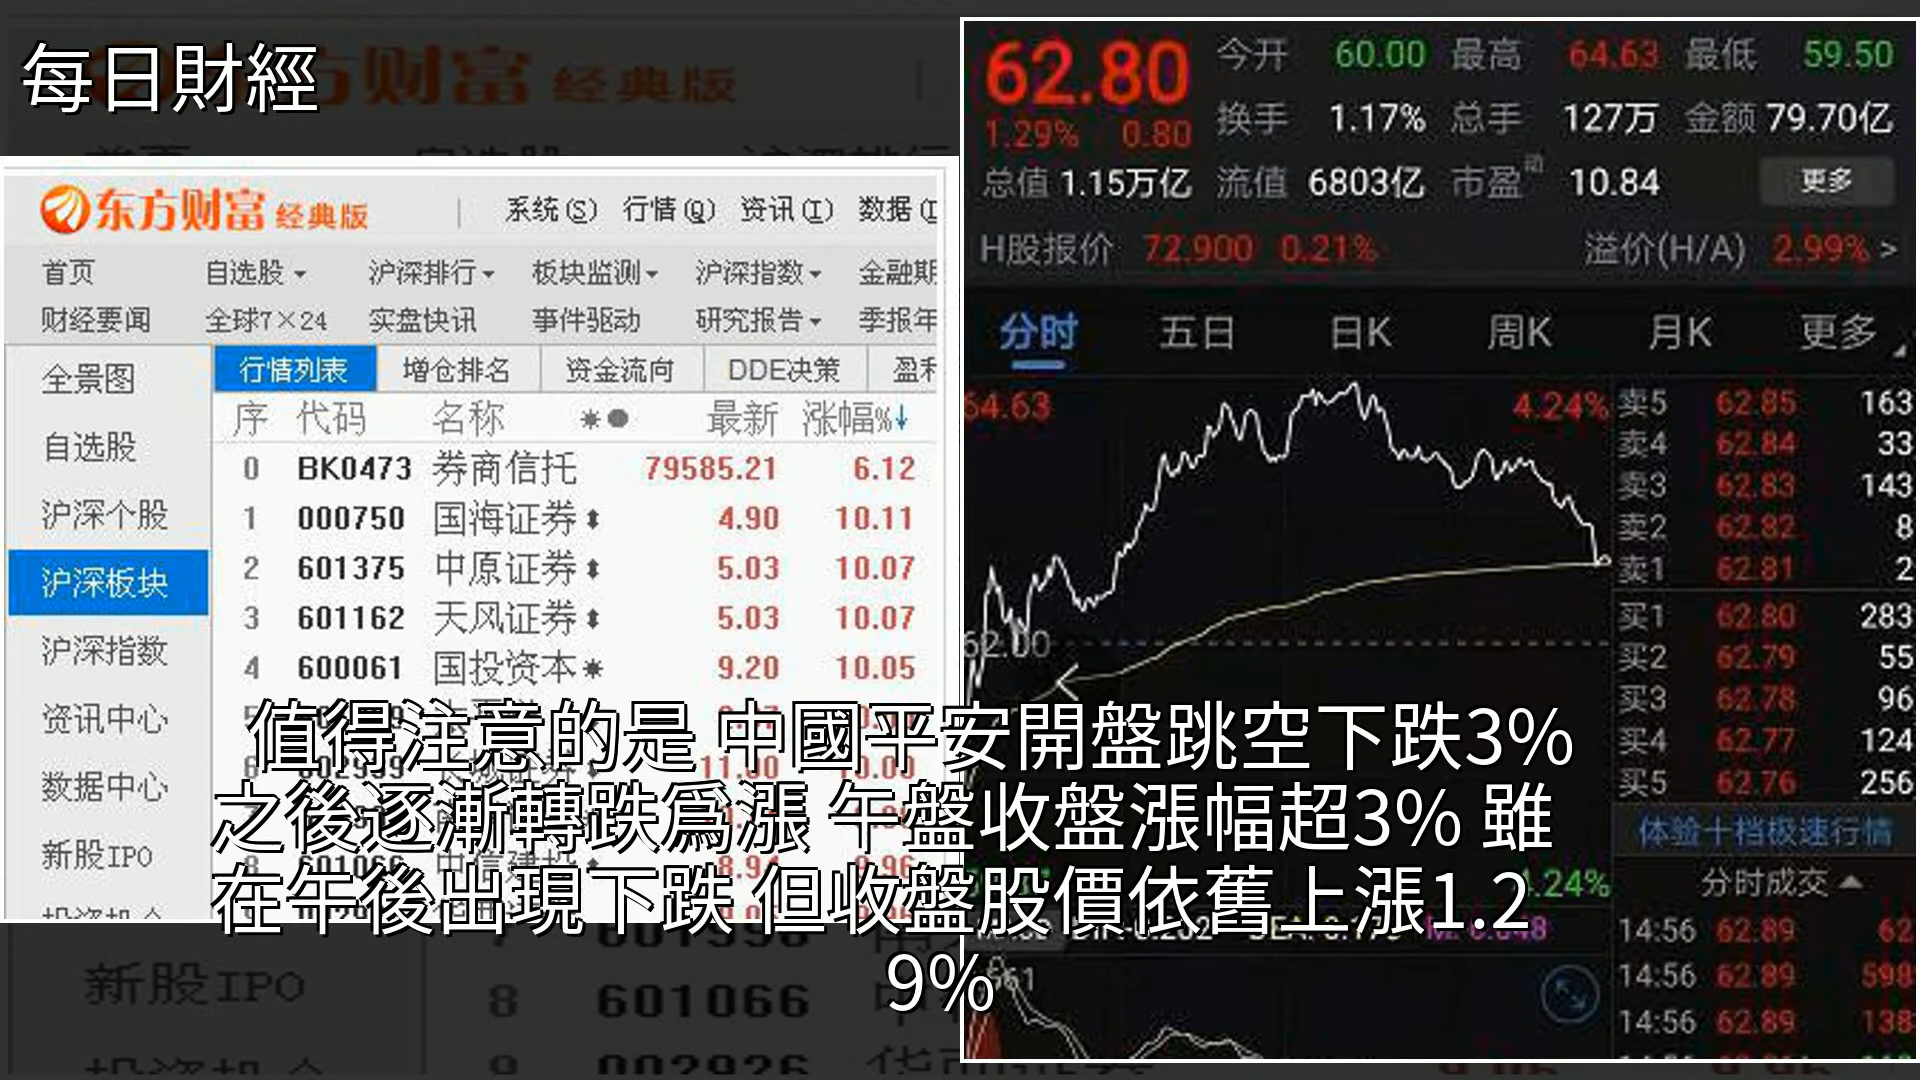 每日財經
东方财富 经典版
系统(S) 行情(Q) 资讯(I) 数据
首页 自选股 沪深排行 板块监测 沪深指数 金融期
财经要闻 全球7×24 实盘快讯 事件驱动 研究报告 季报年
全景图
自选股
沪深个股
沪深板块
沪深指数
资讯中心
数据中心
新股IPO
行情列表 增仓排名 资金流向 DDE决策 盈利
序 代码 名称 最新 涨幅%↓
0 BK0473 券商信托 79585.21 6.12
1 000750 国海证券 4.90 10.11
2 601375 中原证券 5.03 10.07
3 601162 天风证券 5.03 10.07
4 600061 国投资本 9.20 10.05
62.80 今开 60.00 最高 64.63 最低 59.50
1.29% 0.80 换手 1.17% 总手 127万 金额 79.70亿
总值 1.15万亿 流值 6803亿 市盈动 10.84 更多
H股报价 72.900 0.21% 溢价(H/A) 2.99% >
分时 五日 日K 周K 月K 更多
64.63 4.24%
62.00
卖5 62.85 163
卖4 62.84 33
卖3 62.83 143
卖2 62.82 8
卖1 62.81 2
买1 62.80 283
买2 62.79 55
买3 62.78 96
买4 62.77 124
买5 62.76 256
体验十档极速行情
分时成交
14:56 62.89 62
14:56 62.89 598
14:56 62.89 138
值得注意的是 中國平安開盤跳空下跌3%
之後逐漸轉跌爲漲 午盤收盤漲幅超3% 雖
在午後出現下跌 但收盤股價依舊上漲1.2
9%
新股IPO
8 601066